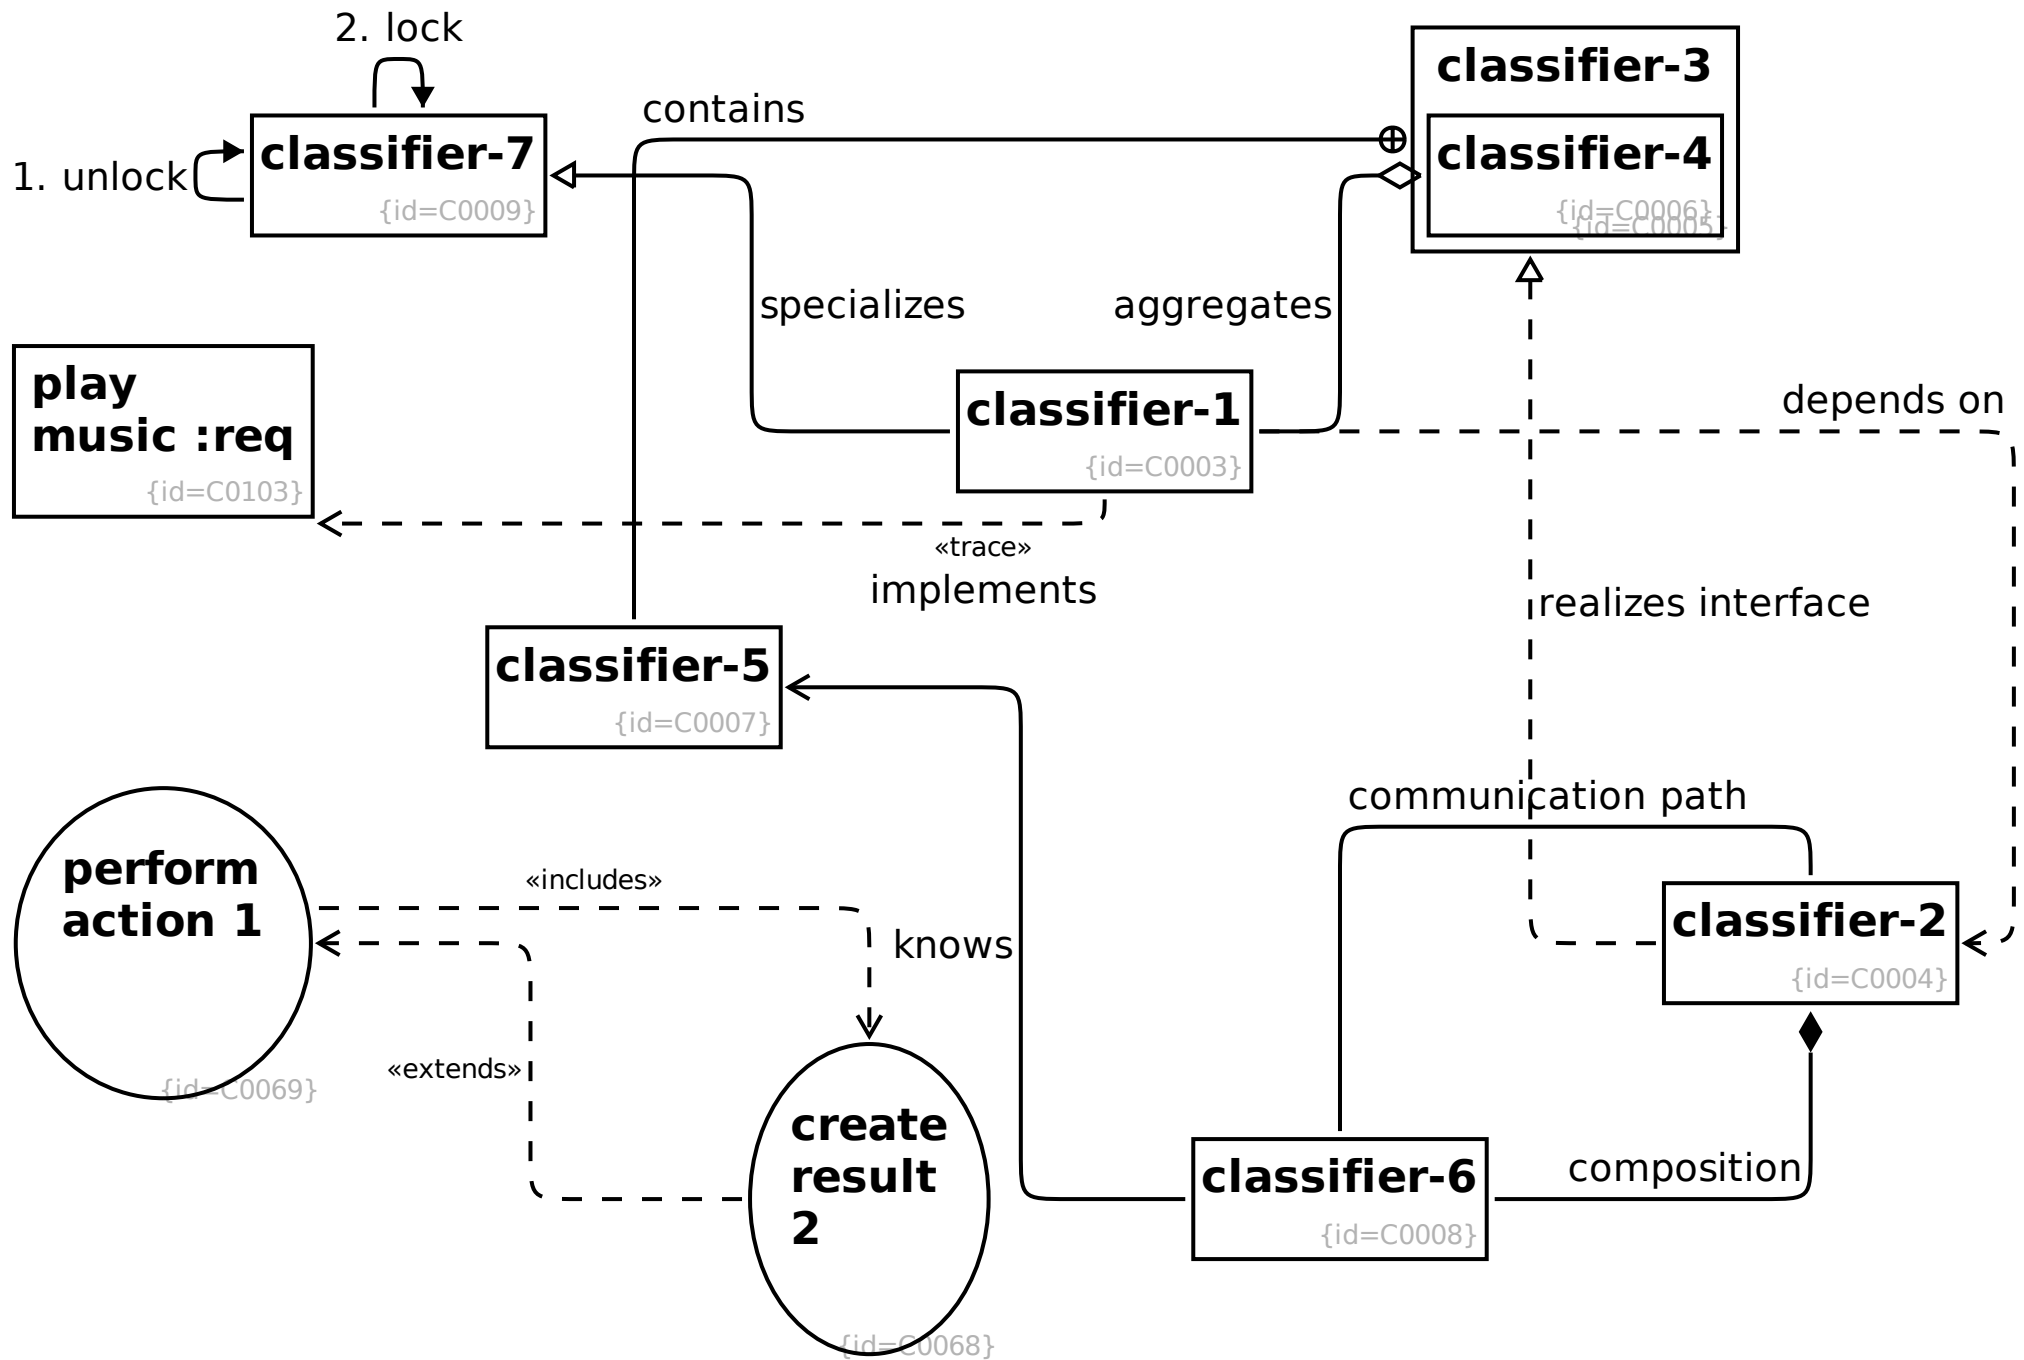 2. lock
classifier-3
contains
classifier-7
classifier-4
1. unlock
{id=C0009}
{id=C0006}
{id=C0005}
specializes
aggregates
play
music :req
{id=C0103}
classifier-1
{id=C0003}
depends on
«trace»
implements
realizes interface
classifier-5
{id=C0007}
communication path
perform
action 1
{id=C0069}
«includes»
knows
classifier-2
{id=C0004}
«extends»
create
result
2
{id=C0068}
classifier-6
{id=C0008}
composition